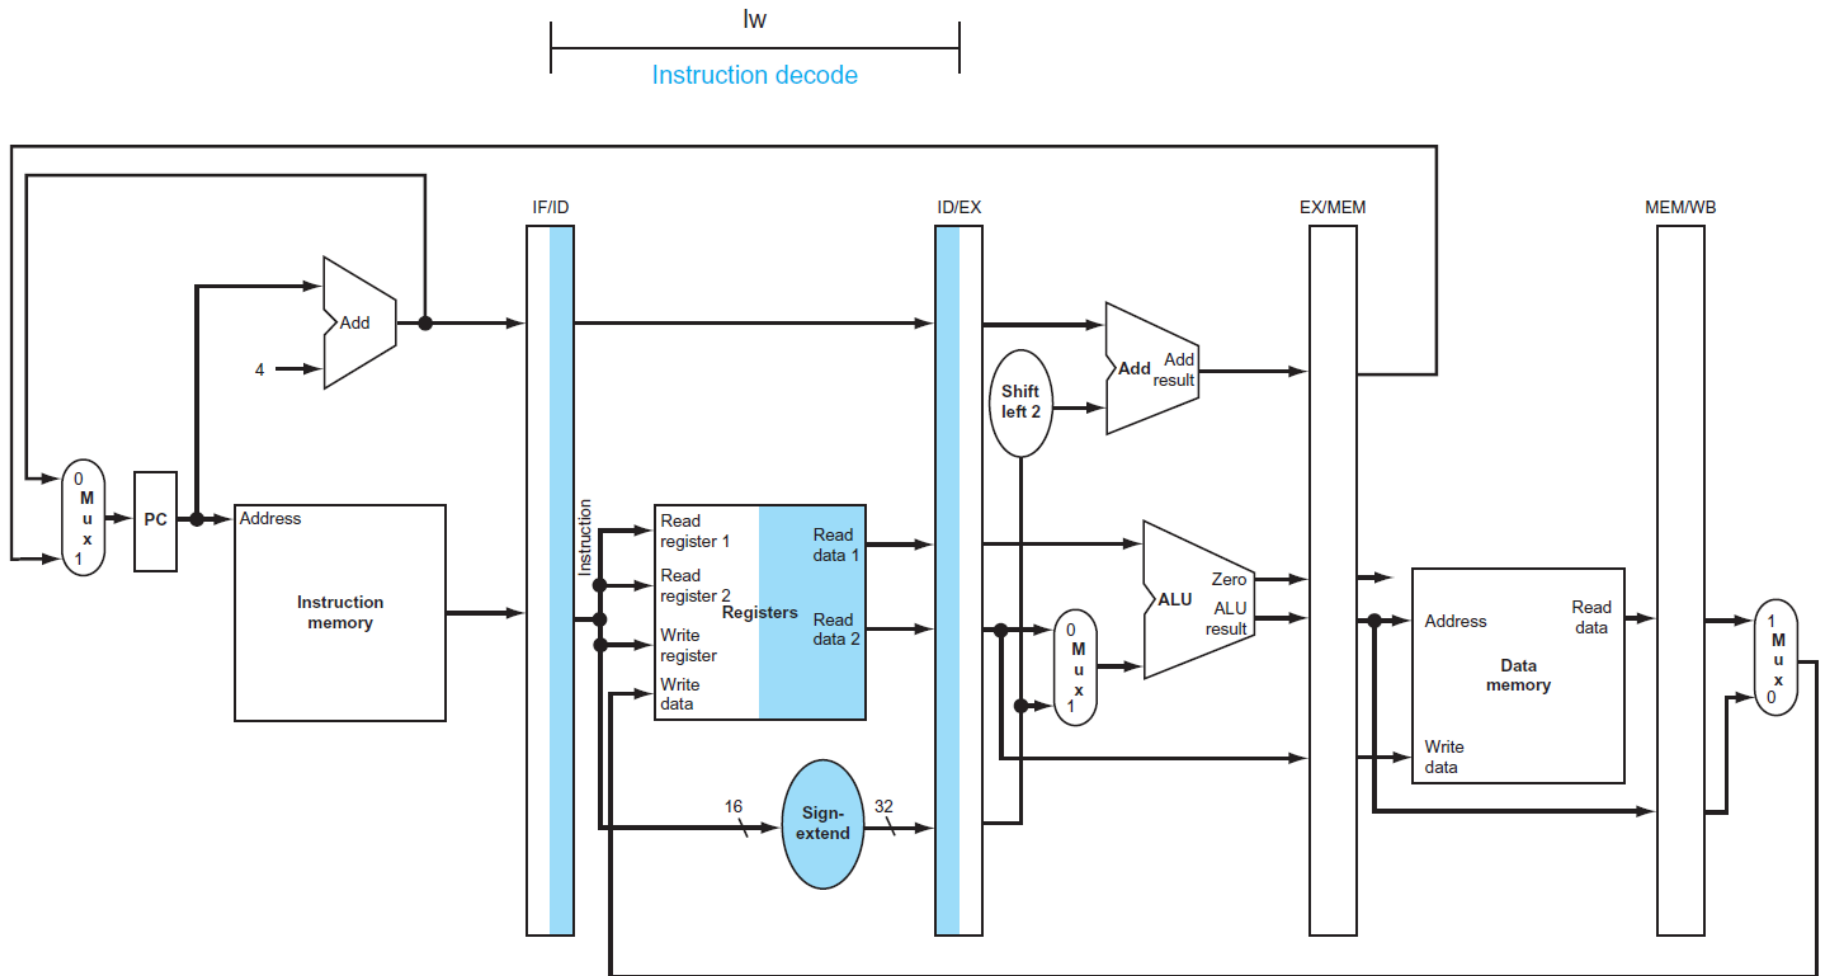 lw
Instruction decode
IF/ID
ID/EX
EX/MEM
MEM/WB
Add
4
Add
Add
result
Shift
left 2
0
M
u
x
1
PC
Address
Instruction
memory
Instruction
Read
register 1
Read
register 2
Write
register
Write
data
Registers
Read
data 1
Read
data 2
16
Sign-
extend
32
0
M
u
x
1
ALU
Zero
ALU
result
Address
Read
data
Data
memory
Write
data
1
M
u
x
0